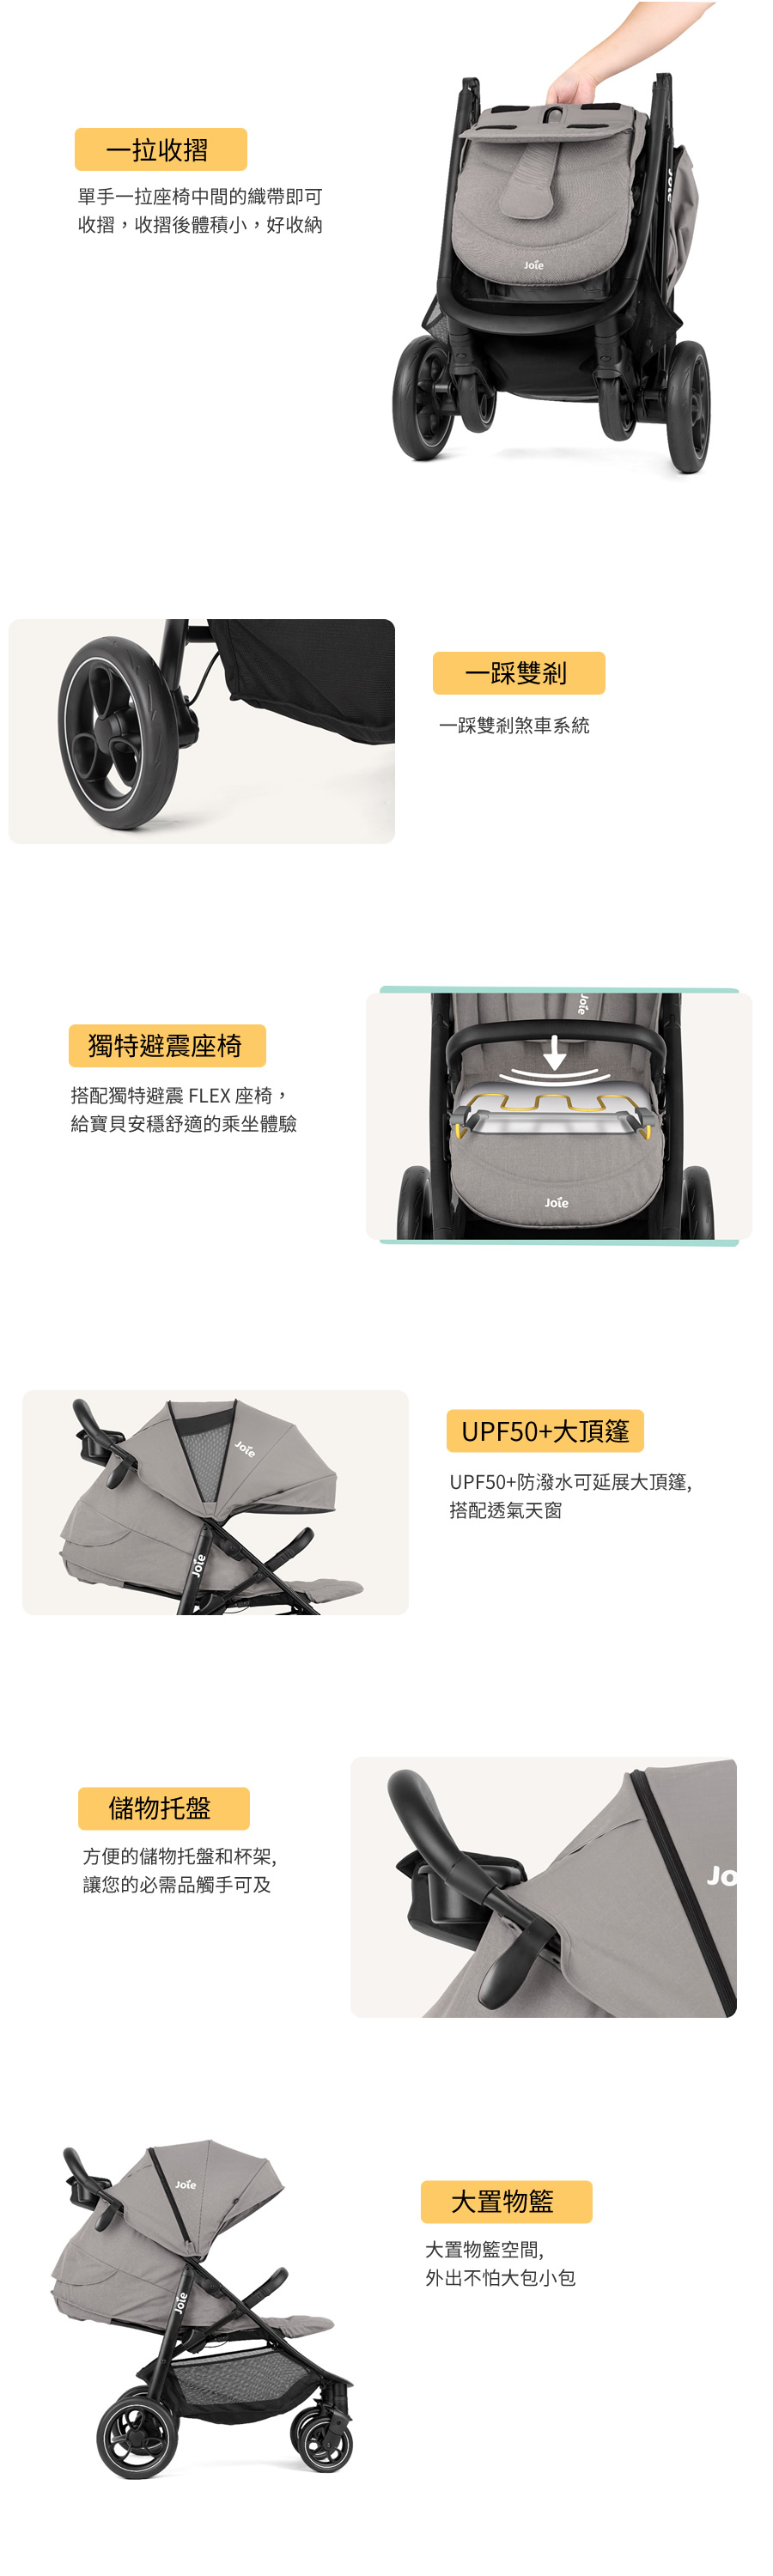 一拉收摺
單手一拉座椅中間的織帶即可
收摺，收摺後體積小，好收納
Joie
Joie
一踩雙剎
一踩雙剎煞車系統
獨特避震座椅
搭配獨特避震 FLEX 座椅，
給寶貝安穩舒適的乘坐體驗
Joie
Joie
UPF50+大頂篷
UPF50+防潑水可延展大頂篷,
搭配透氣天窗
Joie
Joie
儲物托盤
方便的儲物托盤和杯架,
讓您的必需品觸手可及
Jo
大置物籃
大置物籃空間,
外出不怕大包小包
Joie
Joie